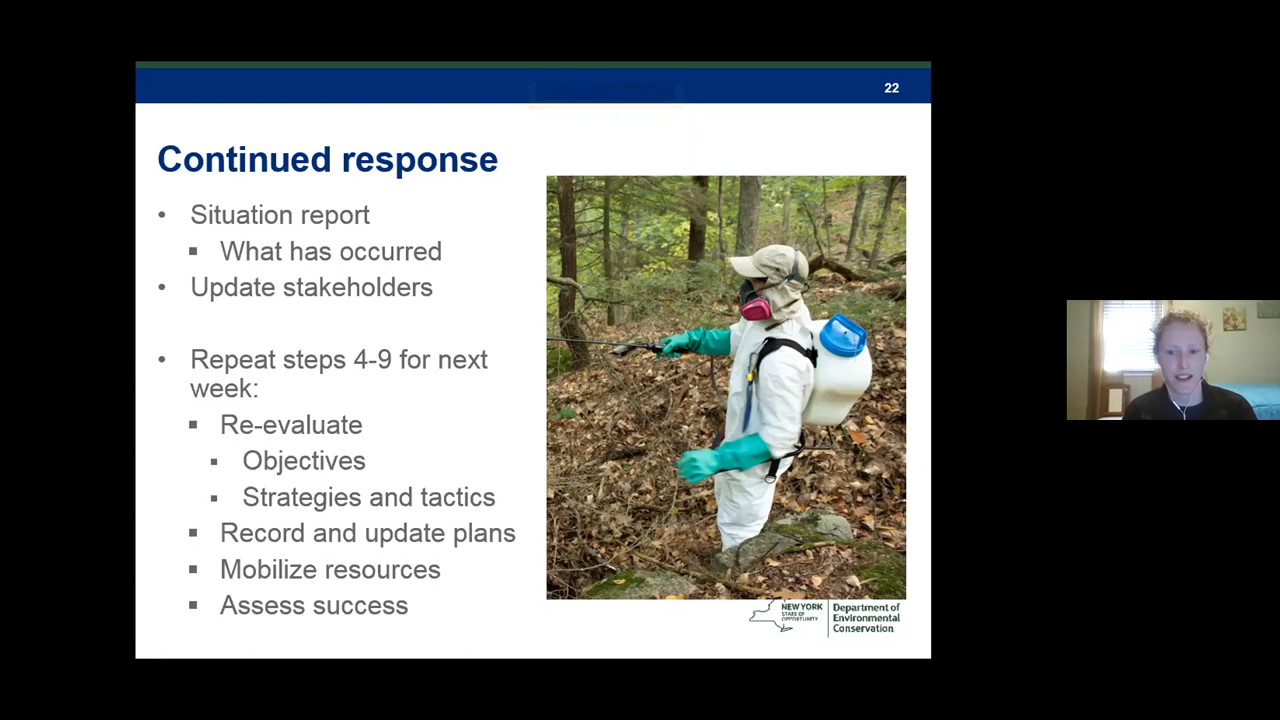 22
Continued response
• Situation report
▪ What has occurred
• Update stakeholders
• Repeat steps 4-9 for next
week:
▪ Re-evaluate
▪ Objectives
▪ Strategies and tactics
▪ Record and update plans
▪ Mobilize resources
▪ Assess success
NEW YORK
STATE OF
OPPORTUNITY
Department of
Environmental
Conservation